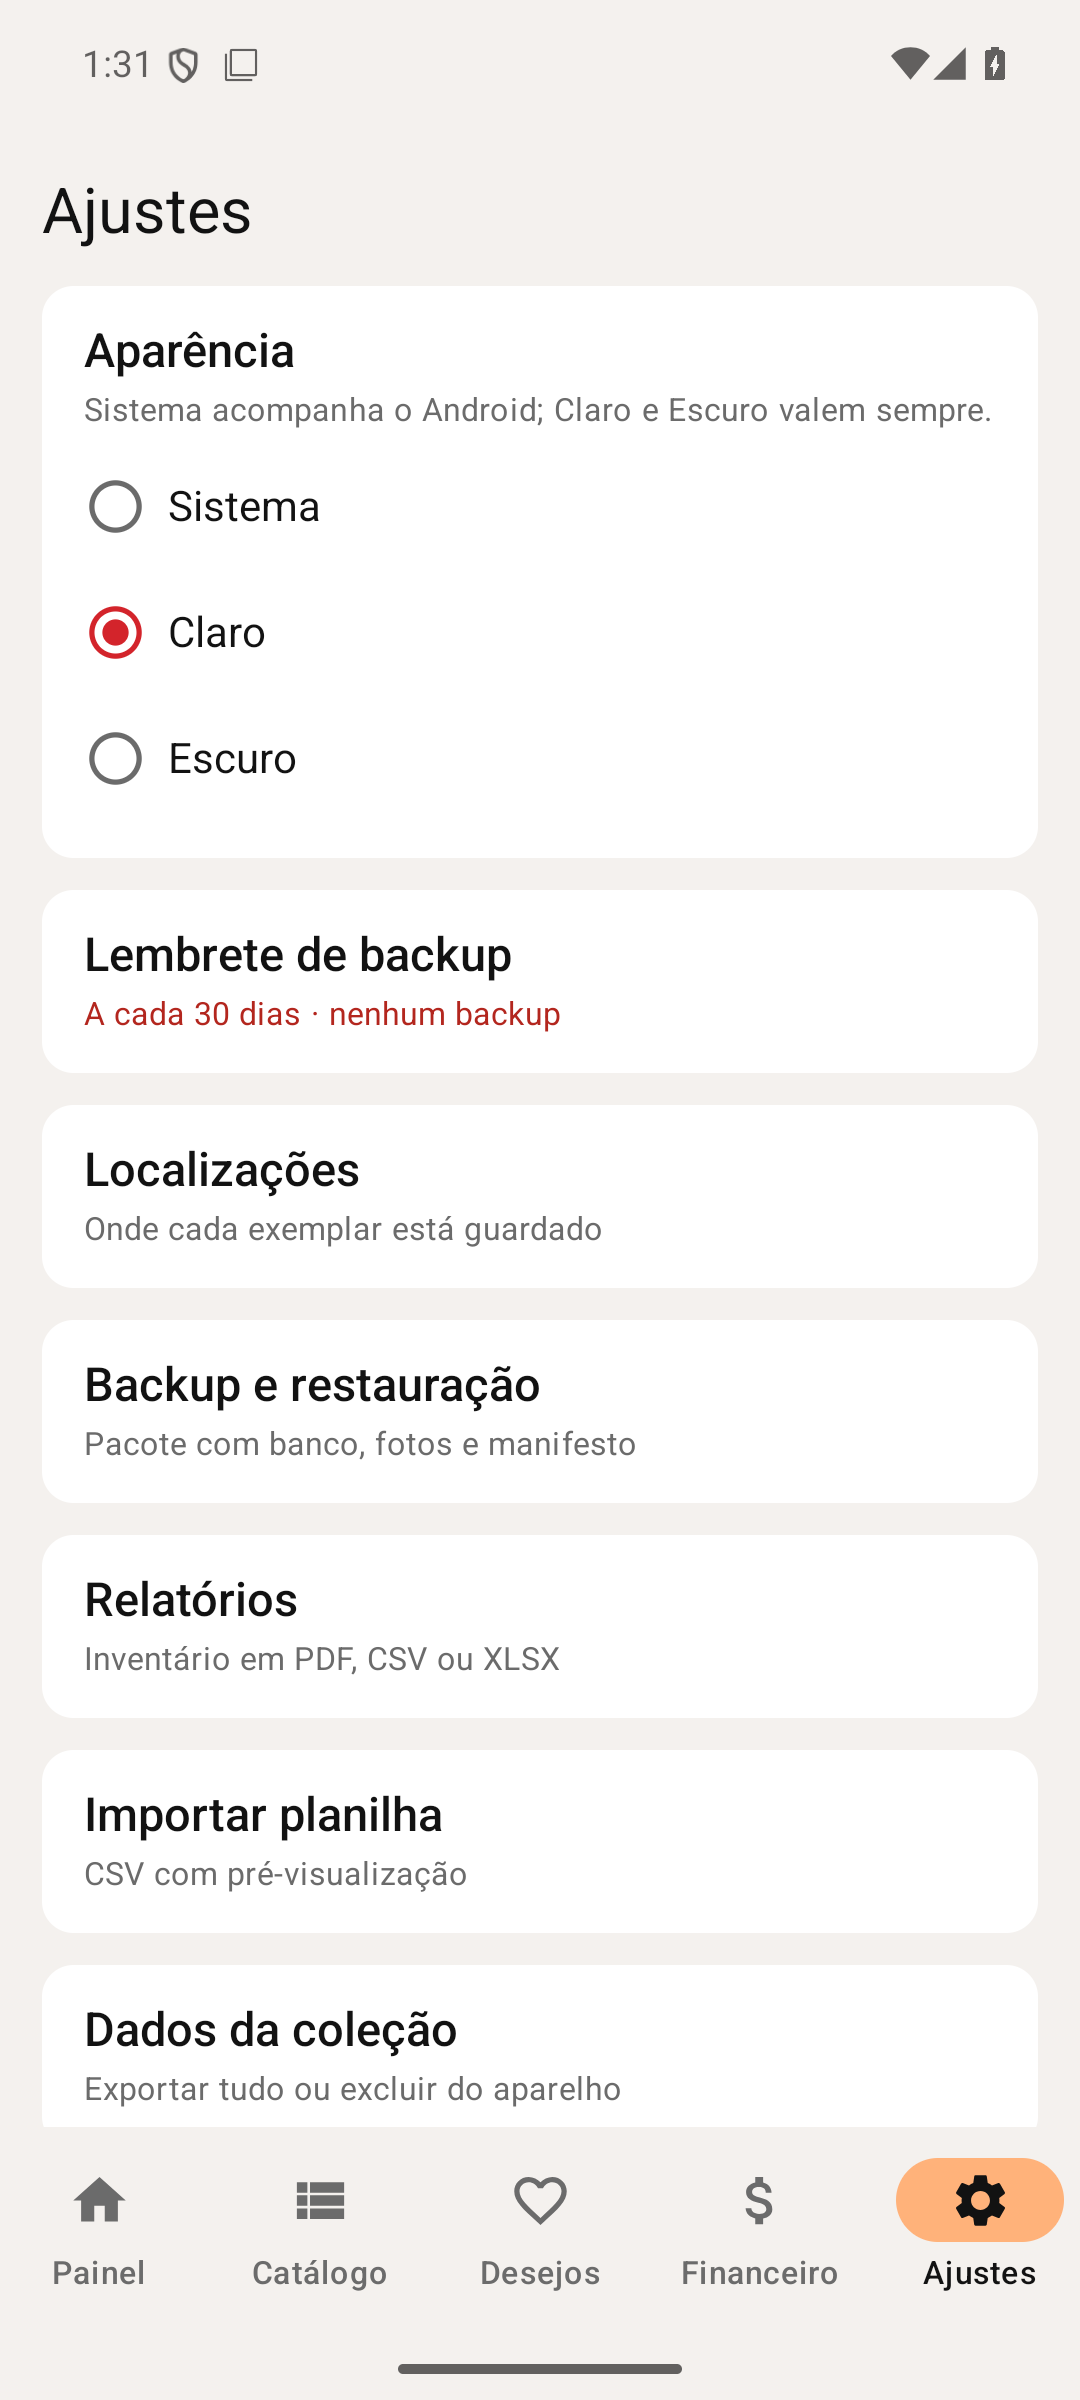 1:31
Ajustes
Aparência
Sistema acompanha o Android; Claro e Escuro valem sempre.
Sistema
Claro
Escuro
Lembrete de backup
A cada 30 dias · nenhum backup
Localizações
Onde cada exemplar está guardado
Backup e restauração
Pacote com banco, fotos e manifesto
Relatórios
Inventário em PDF, CSV ou XLSX
Importar planilha
CSV com pré-visualização
Dados da coleção
Exportar tudo ou excluir do aparelho
Painel
Catálogo
Desejos
Financeiro
Ajustes